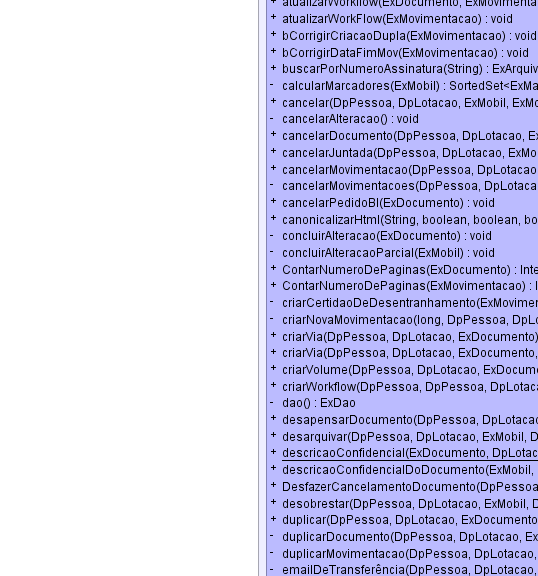 + atualizarWorkflow(ExDocumento, ExMovimenta
+ atualizarWorkFlow(ExMovimentacao) : void
+ bCorrigirCriacaoDupla(ExMovimentacao) : void
+ bCorrigirDataFimMov(ExMovimentacao) : void
+ buscarPorNumeroAssinatura(String) : ExArquiv
- calcularMarcadores(ExMobil) : SortedSet<ExMa
+ cancelar(DpPessoa, DpLotacao, ExMobil, ExMo
- cancelarAlteracao() : void
+ cancelarDocumento(DpPessoa, DpLotacao, Ex
+ cancelarJuntada(DpPessoa, DpLotacao, ExMo
+ cancelarMovimentacao(DpPessoa, DpLotacao
- cancelarMovimentacoes(DpPessoa, DpLotaca
+ cancelarPedidoBI(ExDocumento) : void
+ canonicalizarHtml(String, boolean, boolean, bo
- concluirAlteracao(ExDocumento) : void
- concluirAlteracaoParcial(ExMobil) : void
+ ContarNumeroDePaginas(ExDocumento) : Inte
+ ContarNumeroDePaginas(ExMovimentacao) : I
- criarCertidaoDeDesentranhamento(ExMovimen
- criarNovaMovimentacao(long, DpPessoa, DpLo
+ criarVia(DpPessoa, DpLotacao, ExDocumento)
+ criarVia(DpPessoa, DpLotacao, ExDocumento,
+ criarVolume(DpPessoa, DpLotacao, ExDocume
+ criarWorkflow(DpPessoa, DpPessoa, DpLotac
- dao() : ExDao
+ desapensarDocumento(DpPessoa, DpLotacao
+ desarquivar(DpPessoa, DpLotacao, ExMobil, D
+ descricaoConfidencial(ExDocumento, DpLotac
+ descricaoConfidencialDoDocumento(ExMobil,
+ DesfazerCancelamentoDocumento(DpPessoa
+ desobrestar(DpPessoa, DpLotacao, ExMobil, D
+ duplicar(DpPessoa, DpLotacao, ExDocumento
- duplicarDocumento(DpPessoa, DpLotacao, Ex
- duplicarMovimentacao(DpPessoa, DpLotacao,
- emailDeTransferência(DpPessoa, DpLotacao,